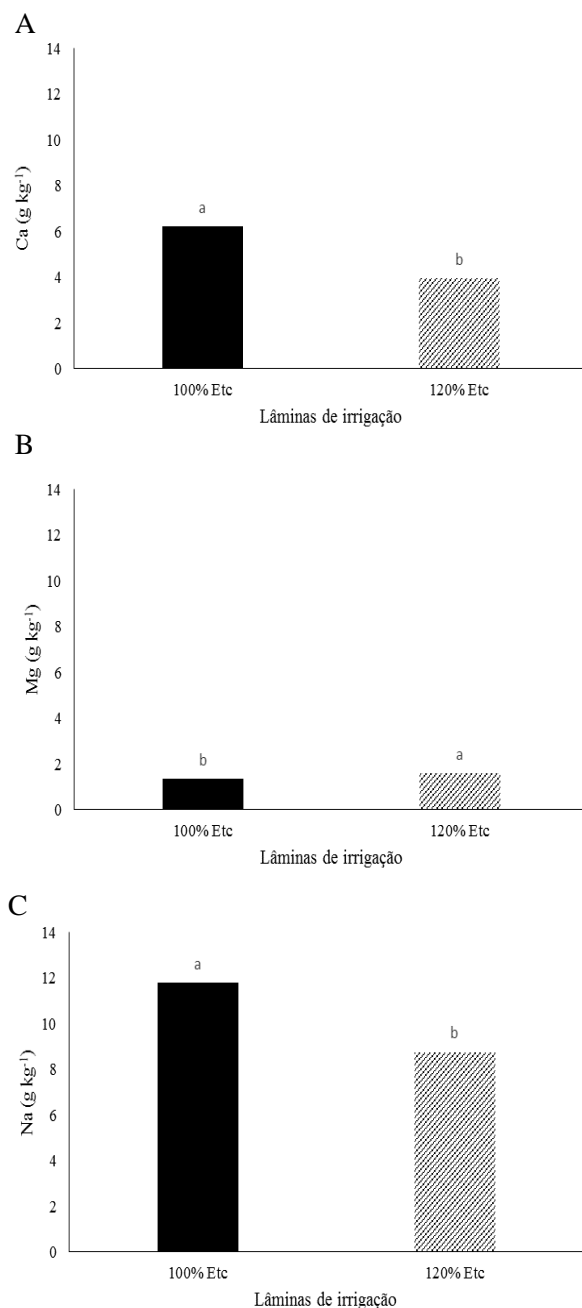 A
14
12
10
8
6
4
2
0
Ca (g kg⁻¹)
a
b
100% Etc 120% Etc
Lâminas de irrigação
B
14
12
10
8
6
4
2
0
Mg (g kg⁻¹)
b
a
100% Etc 120% Etc
Lâminas de irrigação
C
14
12
10
8
6
4
2
0
Na (g kg⁻¹)
a
b
100% Etc 120% Etc
Lâminas de irrigação